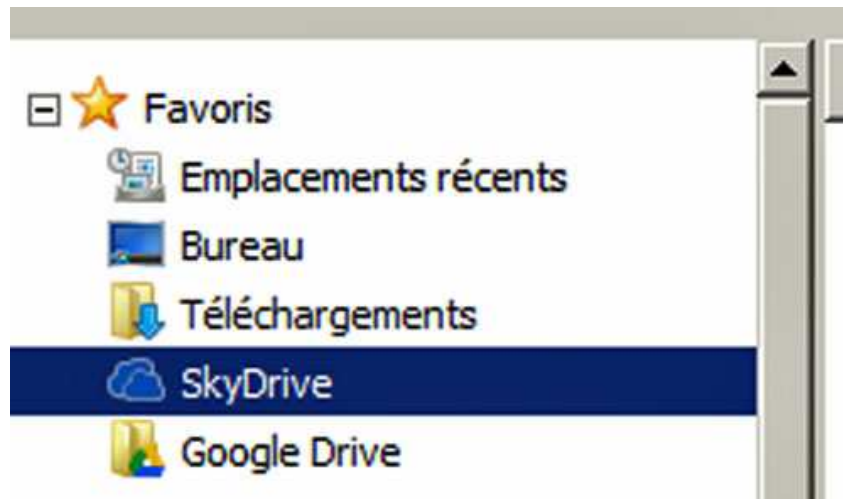 Favoris
Emplacements récents
Bureau
Téléchargements
SkyDrive
Google Drive